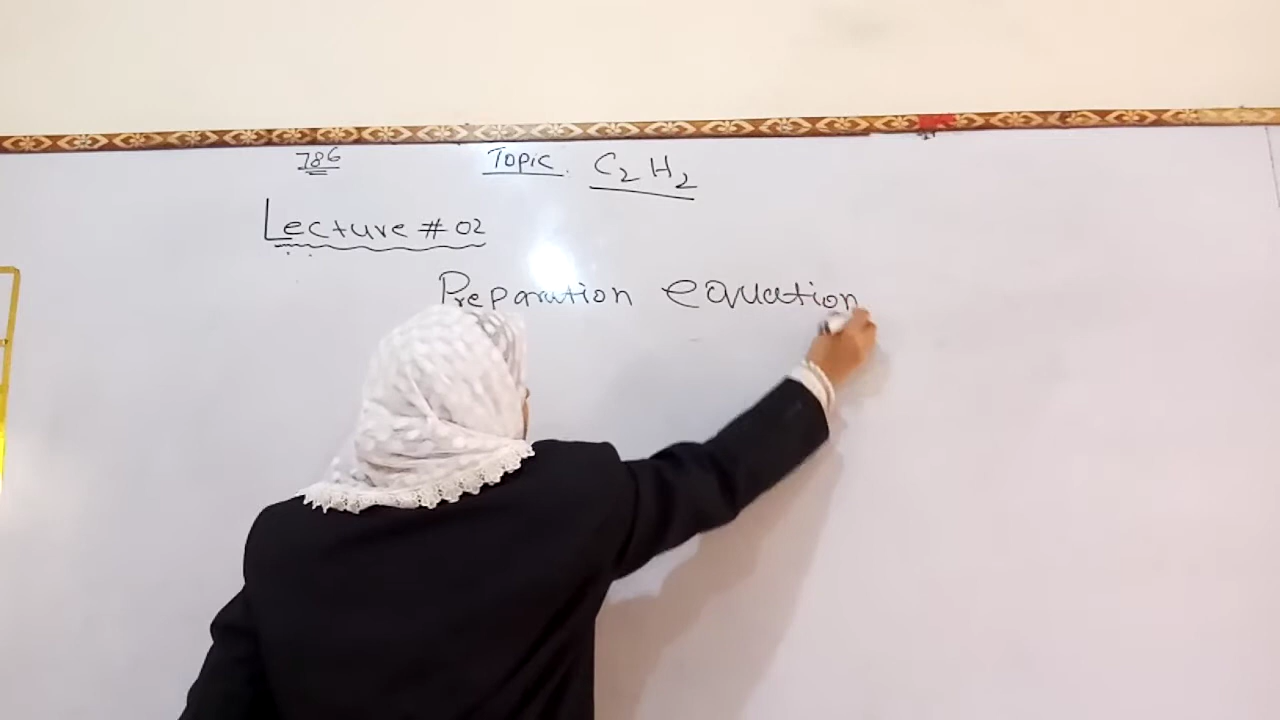 786
Topic. C₂H₂
Lecture # 02
Preparation equation